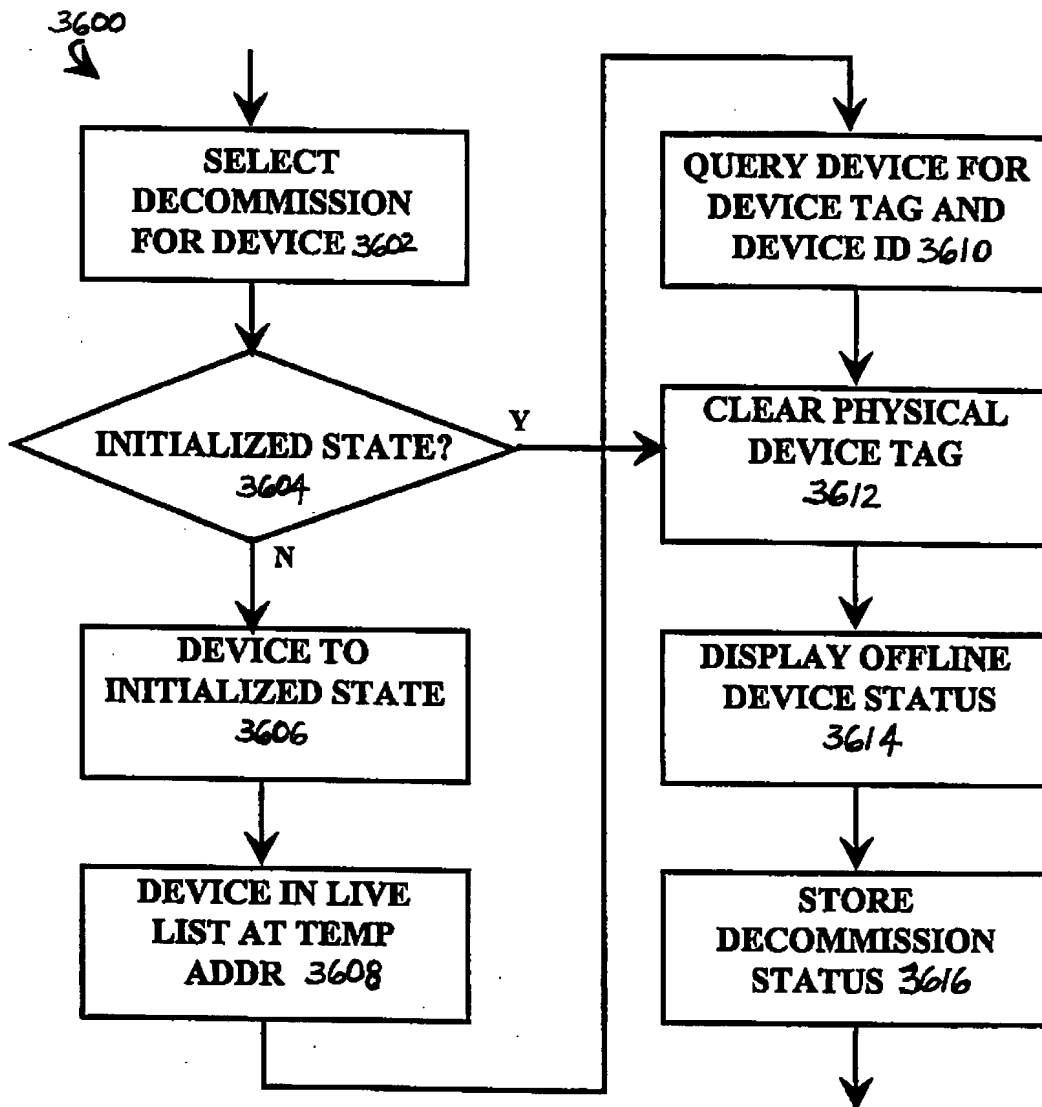 3600
SELECT
DECOMMISSION
FOR DEVICE 3602
INITIALIZED STATE?
3604
Y
N
DEVICE TO
INITIALIZED STATE
3606
DEVICE IN LIVE
LIST AT TEMP
ADDR 3608
QUERY DEVICE FOR
DEVICE TAG AND
DEVICE ID 3610
CLEAR PHYSICAL
DEVICE TAG
3612
DISPLAY OFFLINE
DEVICE STATUS
3614
STORE
DECOMMISSION
STATUS 3616